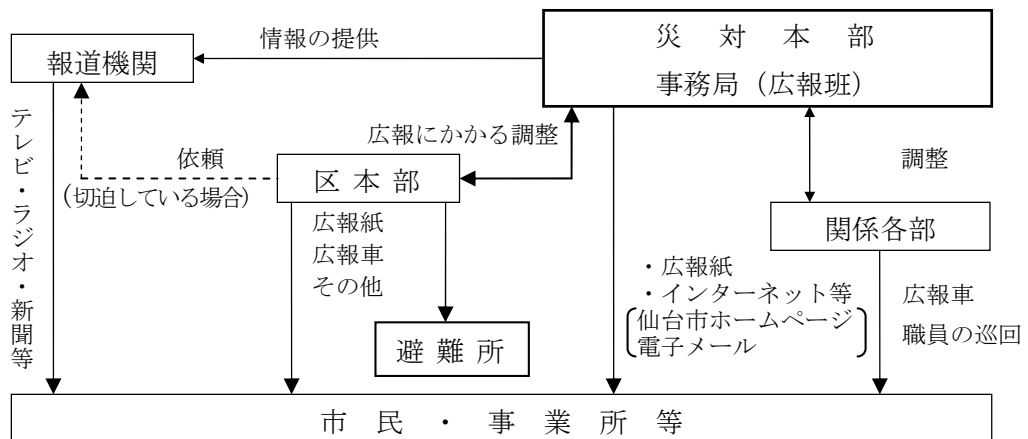 情報の提供
報道機関
災対本部
事務局（広報班）
テレビ・ラジオ・新聞等
依頼
（切迫している場合）
広報にかかる調整
区本部
調整
関係各部
広報紙
広報車
その他
避難所
・広報紙
・インターネット等
仙台市ホームページ
電子メール
広報車
職員の巡回
市民・事業所等